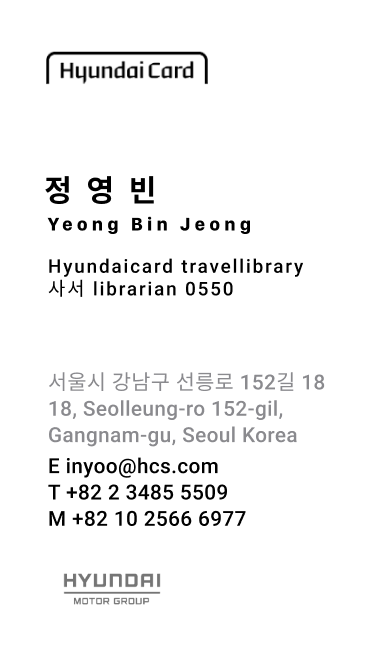 Hyundai Card
정 영 빈
Yeong Bin Jeong
Hyundaicard travellibrary
사서 librarian 0550
서울시 강남구 선릉로 152길 18
18, Seolleung-ro 152-gil,
Gangnam-gu, Seoul Korea
E inyoo@hcs.com
T +82 2 3485 5509
M +82 10 2566 6977
HYUNDAI
MOTOR GROUP